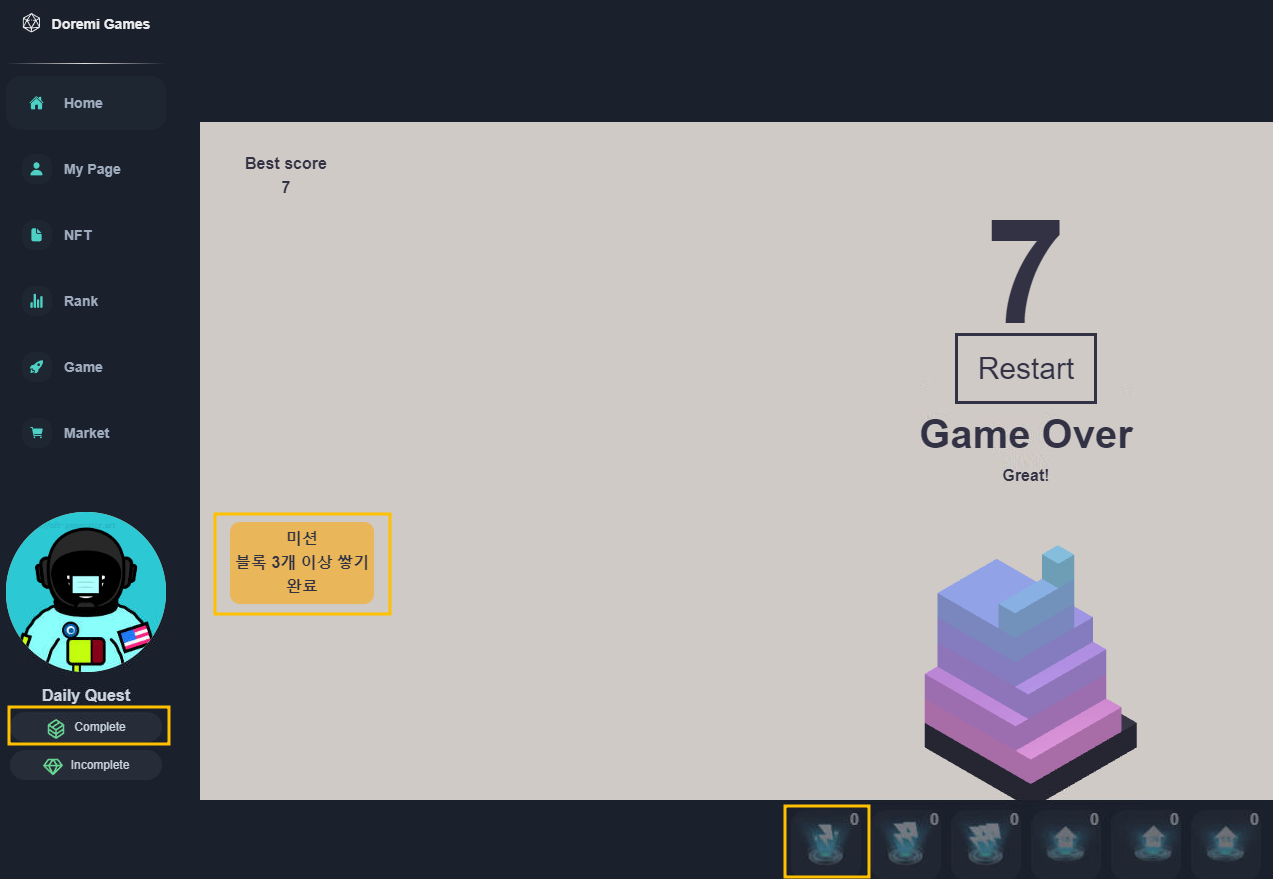 Doremi Games
Home
My Page
NFT
Rank
Game
Market
Daily Quest
Complete
Incomplete
Best score
7
7
Restart
Game Over
Great!
미션
블록 3개 이상 쌓기
완료
0
0
0
0
0
0